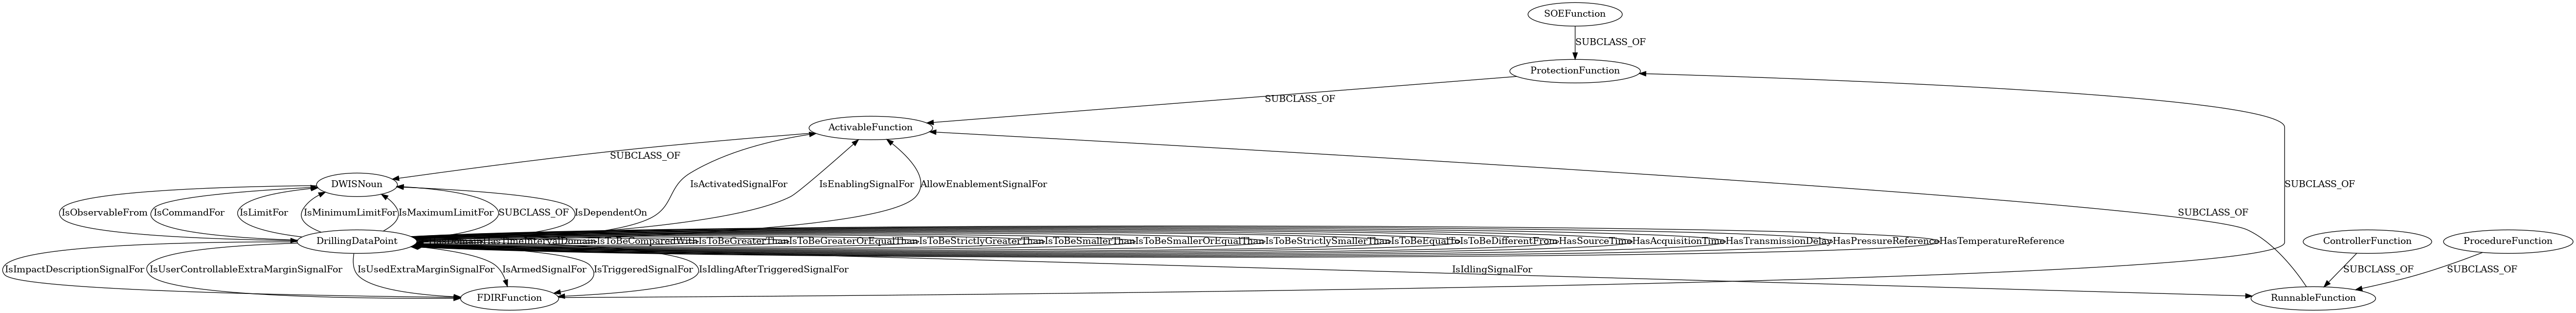 SOEFunction
SUBCLASS_OF
ProtectionFunction
SUBCLASS_OF
ActivableFunction
SUBCLASS_OF
DWISNoun
IsActivatedSignalFor
IsEnablingSignalFor
AllowEnablementSignalFor
SUBCLASS_OF
IsObservableFrom
IsCommandFor
IsLimitFor
IsMinimumLimitFor
IsMaximumLimitFor
SUBCLASS_OF
IsDependentOn
SUBCLASS_OF
DrillingDataPoint
HasTimeIntervalDomain
IsToBeComparedWith
IsToBeGreaterThan
IsToBeGreaterOrEqualThan
IsToBeStrictlyGreaterThan
IsToBeSmallerThan
IsToBeSmallerOrEqualThan
IsToBeStrictlySmallerThan
IsToBeEqualTo
IsToBeDifferentFrom
HasSourceTime
HasAcquisitionTime
HasTransmissionDelay
HasPressureReference
HasTemperatureReference
ControllerFunction
ProcedureFunction
IsImpactDescriptionSignalFor
IsUserControllableExtraMarginSignalFor
IsUsedExtraMarginSignalFor
IsArmedSignalFor
IsTriggeredSignalFor
IsIdlingAfterTriggeredSignalFor
IsIdlingSignalFor
SUBCLASS_OF
SUBCLASS_OF
FDIRFunction
RunnableFunction